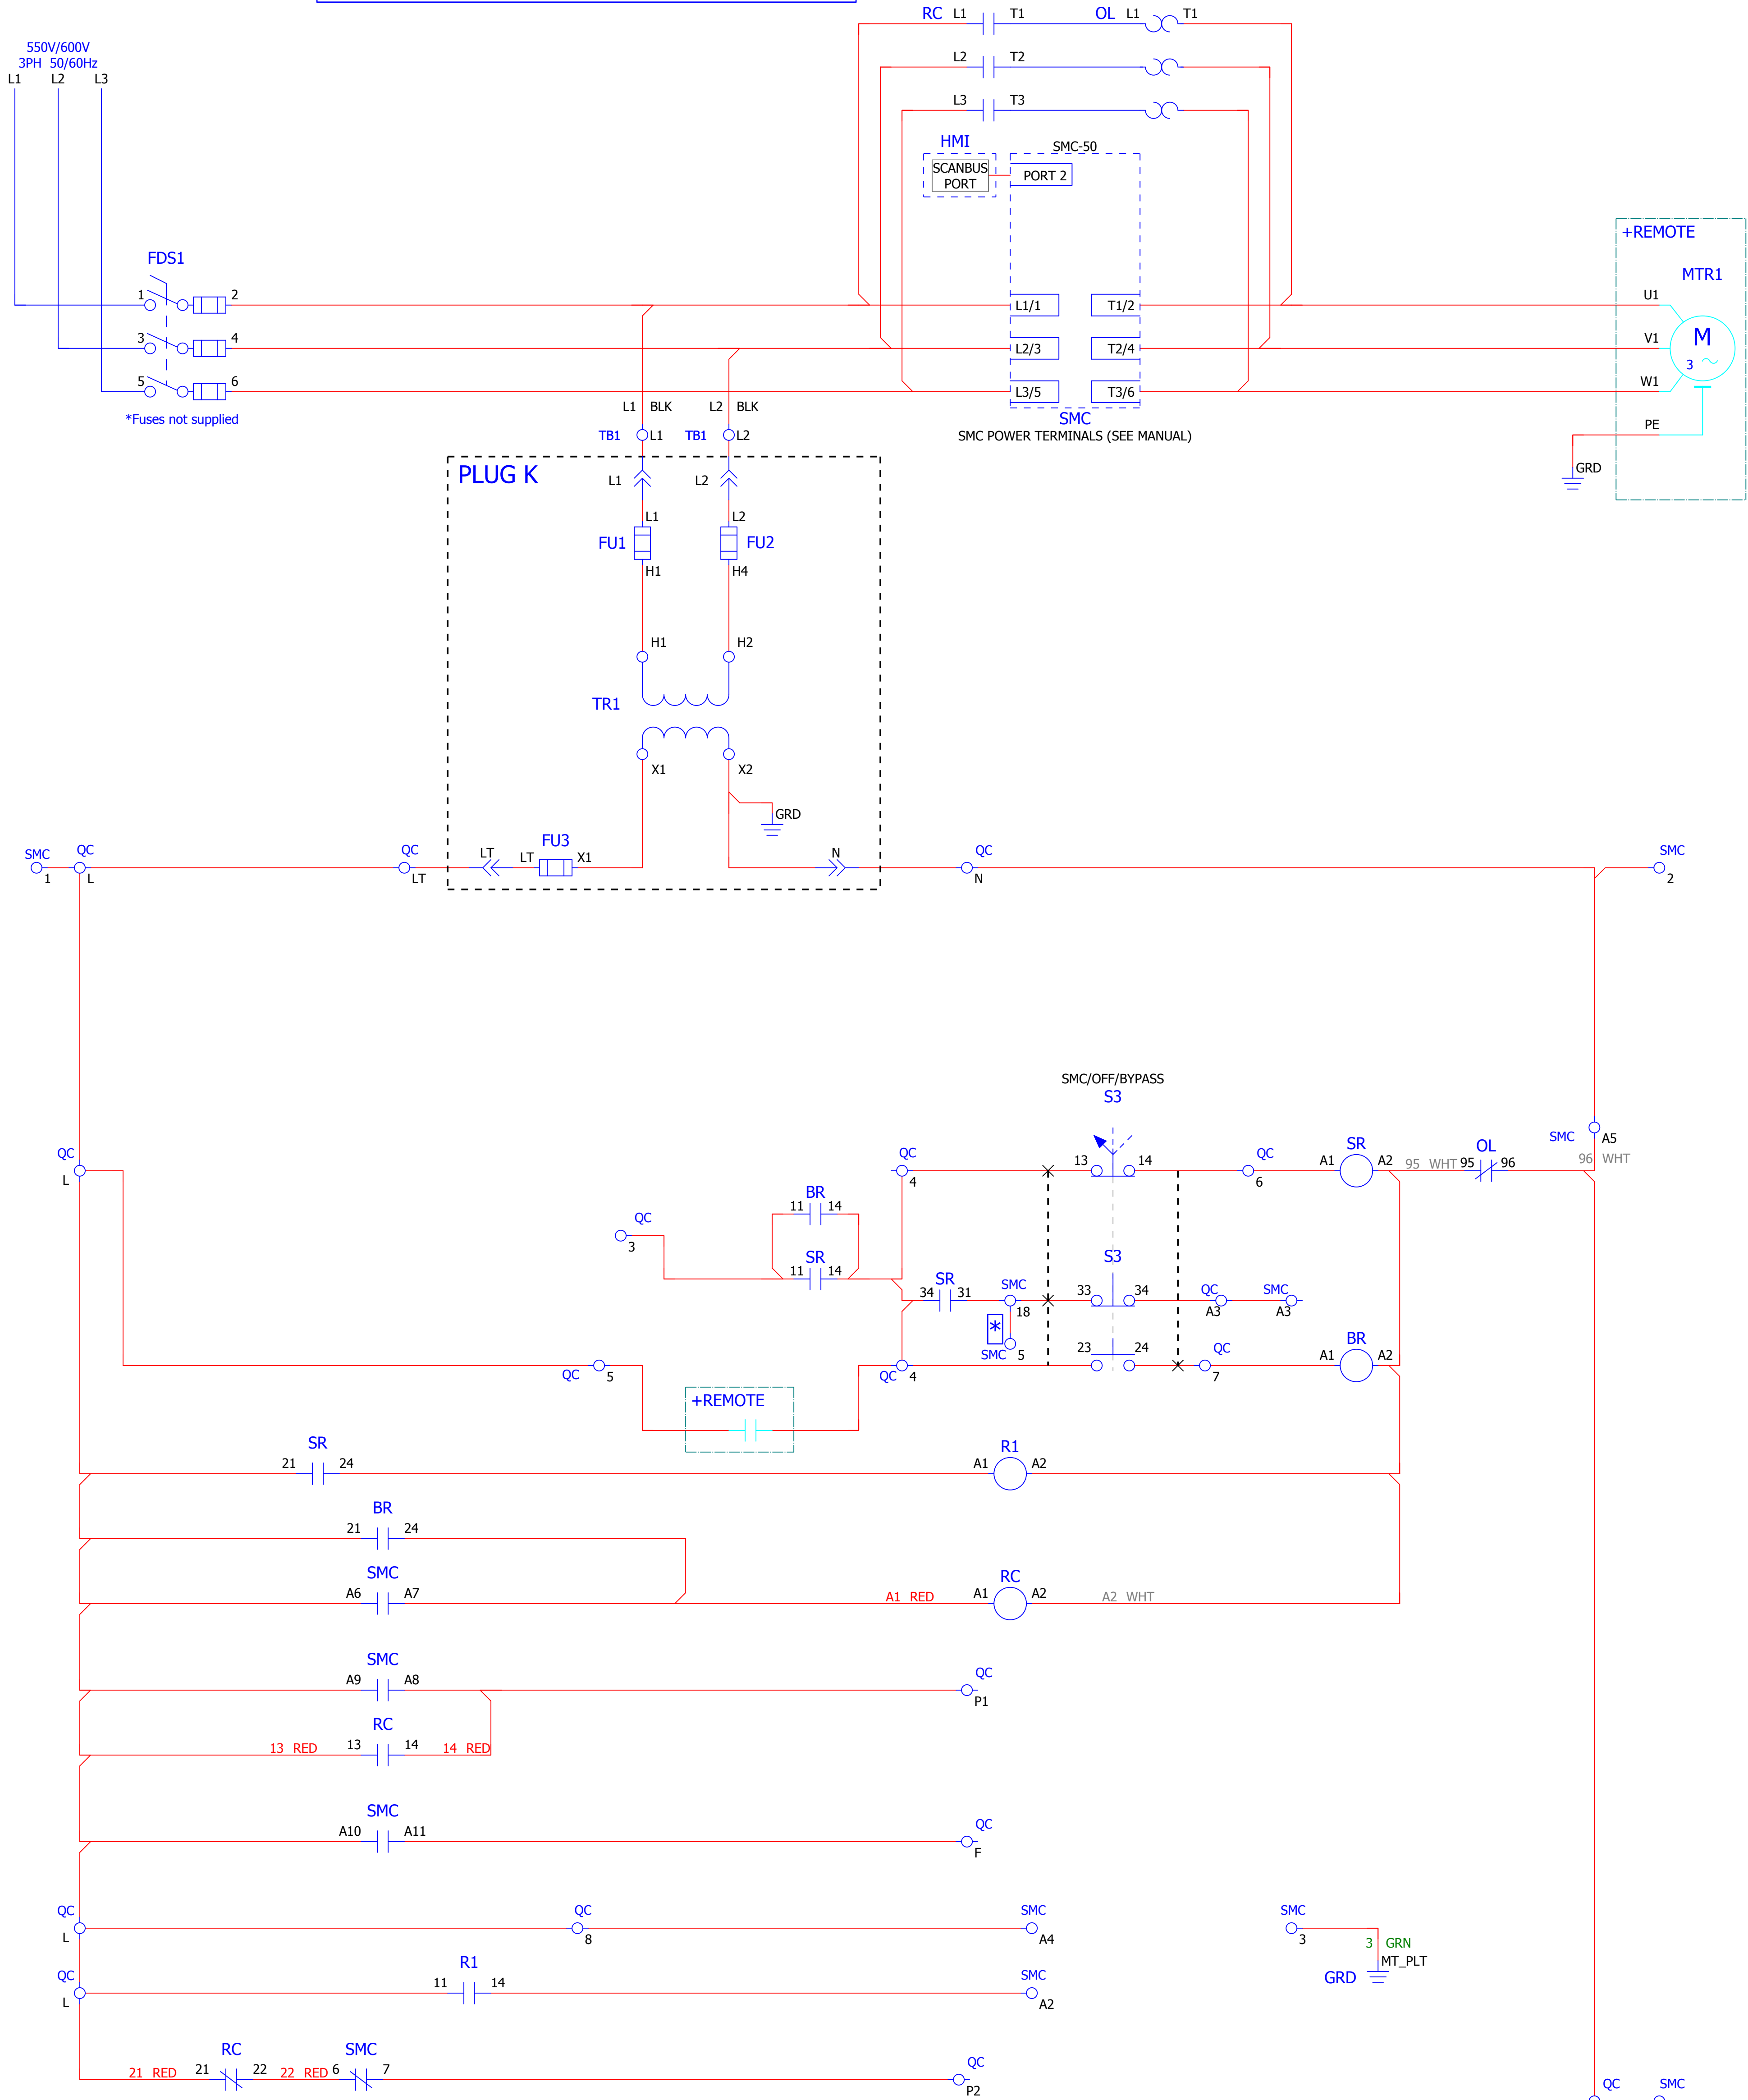 RC L1 T1 OL L1 T1
550V/600V
3PH 50/60Hz
L1 L2 L3
L2 T2
L3 T3
HMI
SMC-50
SCANBUS
PORT
PORT 2
+REMOTE
MTR1
FDS1
1 2
L1/1 T1/2
U1
3 4
L2/3 T2/4
V1
M
3
5 6
L3/5 T3/6
W1
*Fuses not supplied
L1 BLK L2 BLK
SMC
SMC POWER TERMINALS (SEE MANUAL)
PE
GRD
TB1 L1 TB1 L2
PLUG K
L1 L2
L1 L2
FU1 FU2
H1 H4
H1 H2
TR1
X1 X2
GRD
SMC QC QC FU3 QC SMC
LT LT X1 N
1 L LT N 2
SMC/OFF/BYPASS
S3
SMC A5
QC QC 13 14 QC SR OL
A1 A2 95 WHT 95 96 96 WHT
L 4 6
BR
11 14
QC
3
SR
11 14
S3
SR
34 31
SMC
18
33 34
QC
A3
SMC
A3
*
SMC 5
23 24
QC
7
BR
A1 A2
QC 5
QC 4
+REMOTE
SR
21 24
R1
A1 A2
BR
21 24
SMC
A6 A7
RC
A1 RED A1 A2 A2 WHT
SMC
A9 A8
QC
P1
RC
13 RED 13 14 14 RED
SMC
A10 A11
QC
F
QC QC SMC SMC
L 8 A4 3
3 GRN
MT_PLT
GRD
QC R1 SMC
11 14
L A2
RC SMC
21 RED 21 22 22 RED 6 7
QC
P2
QC SMC